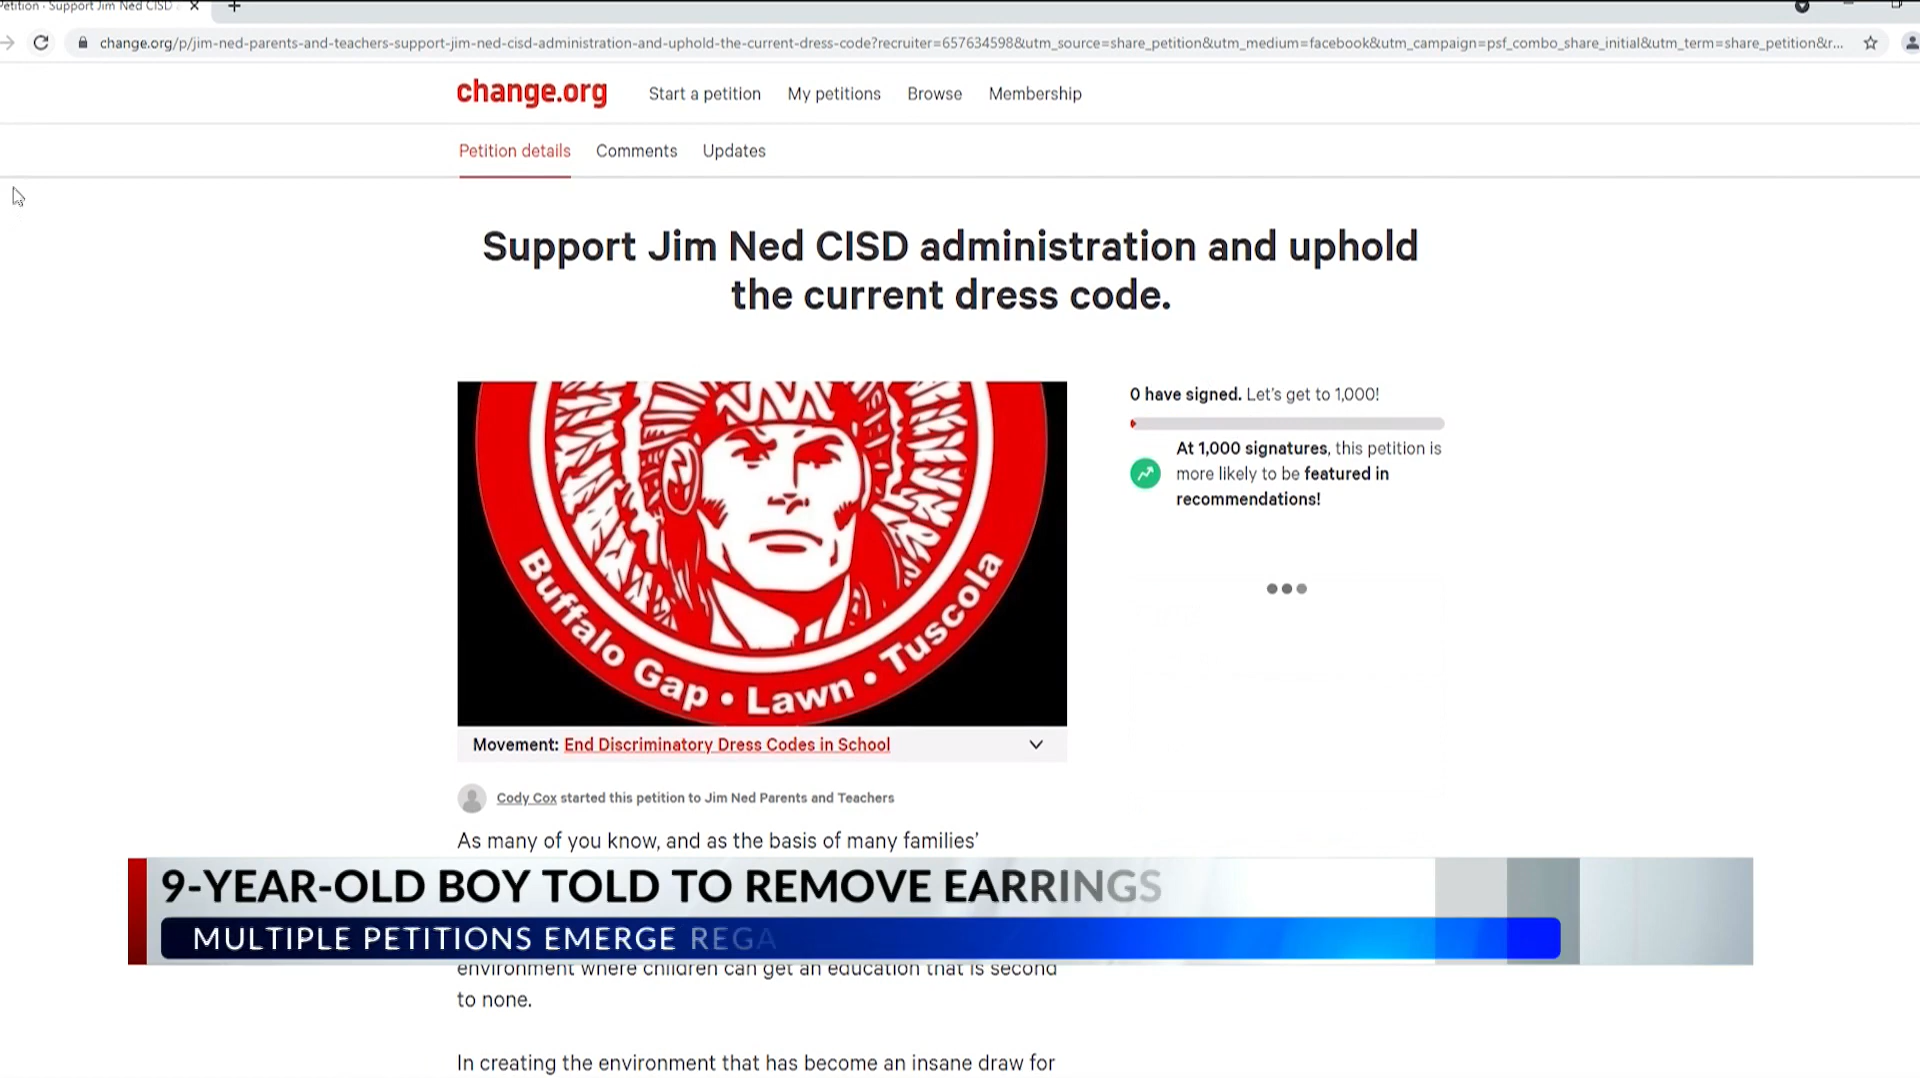 Petition · Support Jim Ned CISD
change.org/p/jim-ned-parents-and-teachers-support-jim-ned-cisd-administration-and-uphold-the-current-dress-code?recruiter=657634598&utm_source=share_petition&utm_medium=facebook&utm_campaign=psf_combo_share_initial&utm_term=share_petition&r...
change.org Start a petition My petitions Browse Membership
Petition details Comments Updates
Support Jim Ned CISD administration and uphold
the current dress code.
Buffalo Gap • Lawn • Tuscola
0 have signed. Let's get to 1,000!
At 1,000 signatures, this petition is
more likely to be featured in
recommendations!
Movement: End Discriminatory Dress Codes in School
Cody Cox started this petition to Jim Ned Parents and Teachers
As many of you know, and as the basis of many families'
9-YEAR-OLD BOY TOLD TO REMOVE EARRINGS
MULTIPLE PETITIONS EMERGE REGA
environment where children can get an education that is second
to none.
In creating the environment that has become an insane draw for